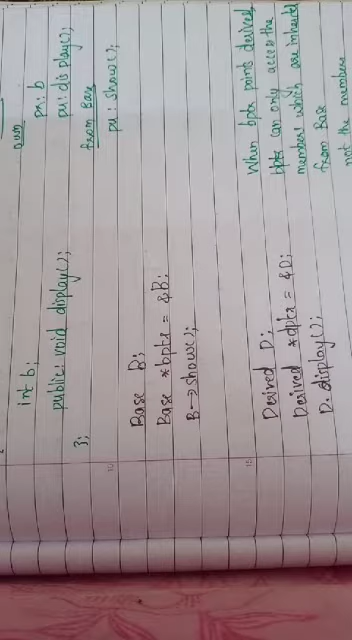 int b;
public: void display();
};
Base B;
Base *bptr = &B;
B→show();
Derived D;
Derived *dptr = &D;
D. display();
own
pr: b
pu: display();
from Base
pu: show();
When bptr points derived,
bptr can only access the
members which are inherited
from Base
not the members